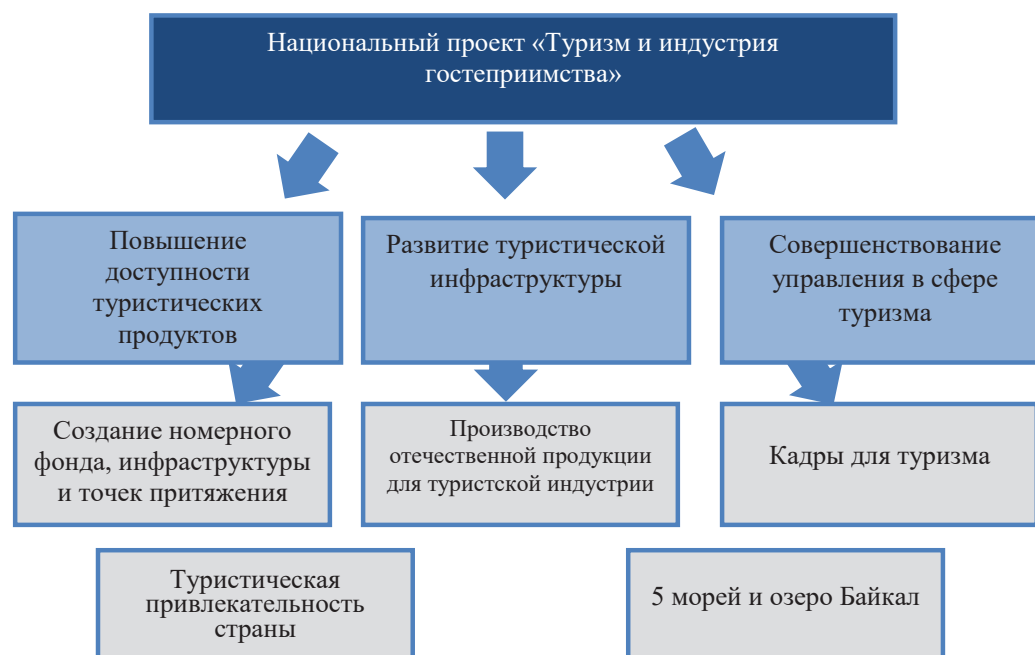 Национальный проект «Туризм и индустрия
гостеприимства»
Повышение
доступности
туристических
продуктов
Развитие туристической
инфраструктуры
Совершенствование
управления в сфере
туризма
Создание номерного
фонда, инфраструктуры
и точек притяжения
Производство
отечественной продукции
для туристской индустрии
Кадры для туризма
Туристическая
привлекательность
страны
5 морей и озеро Байкал